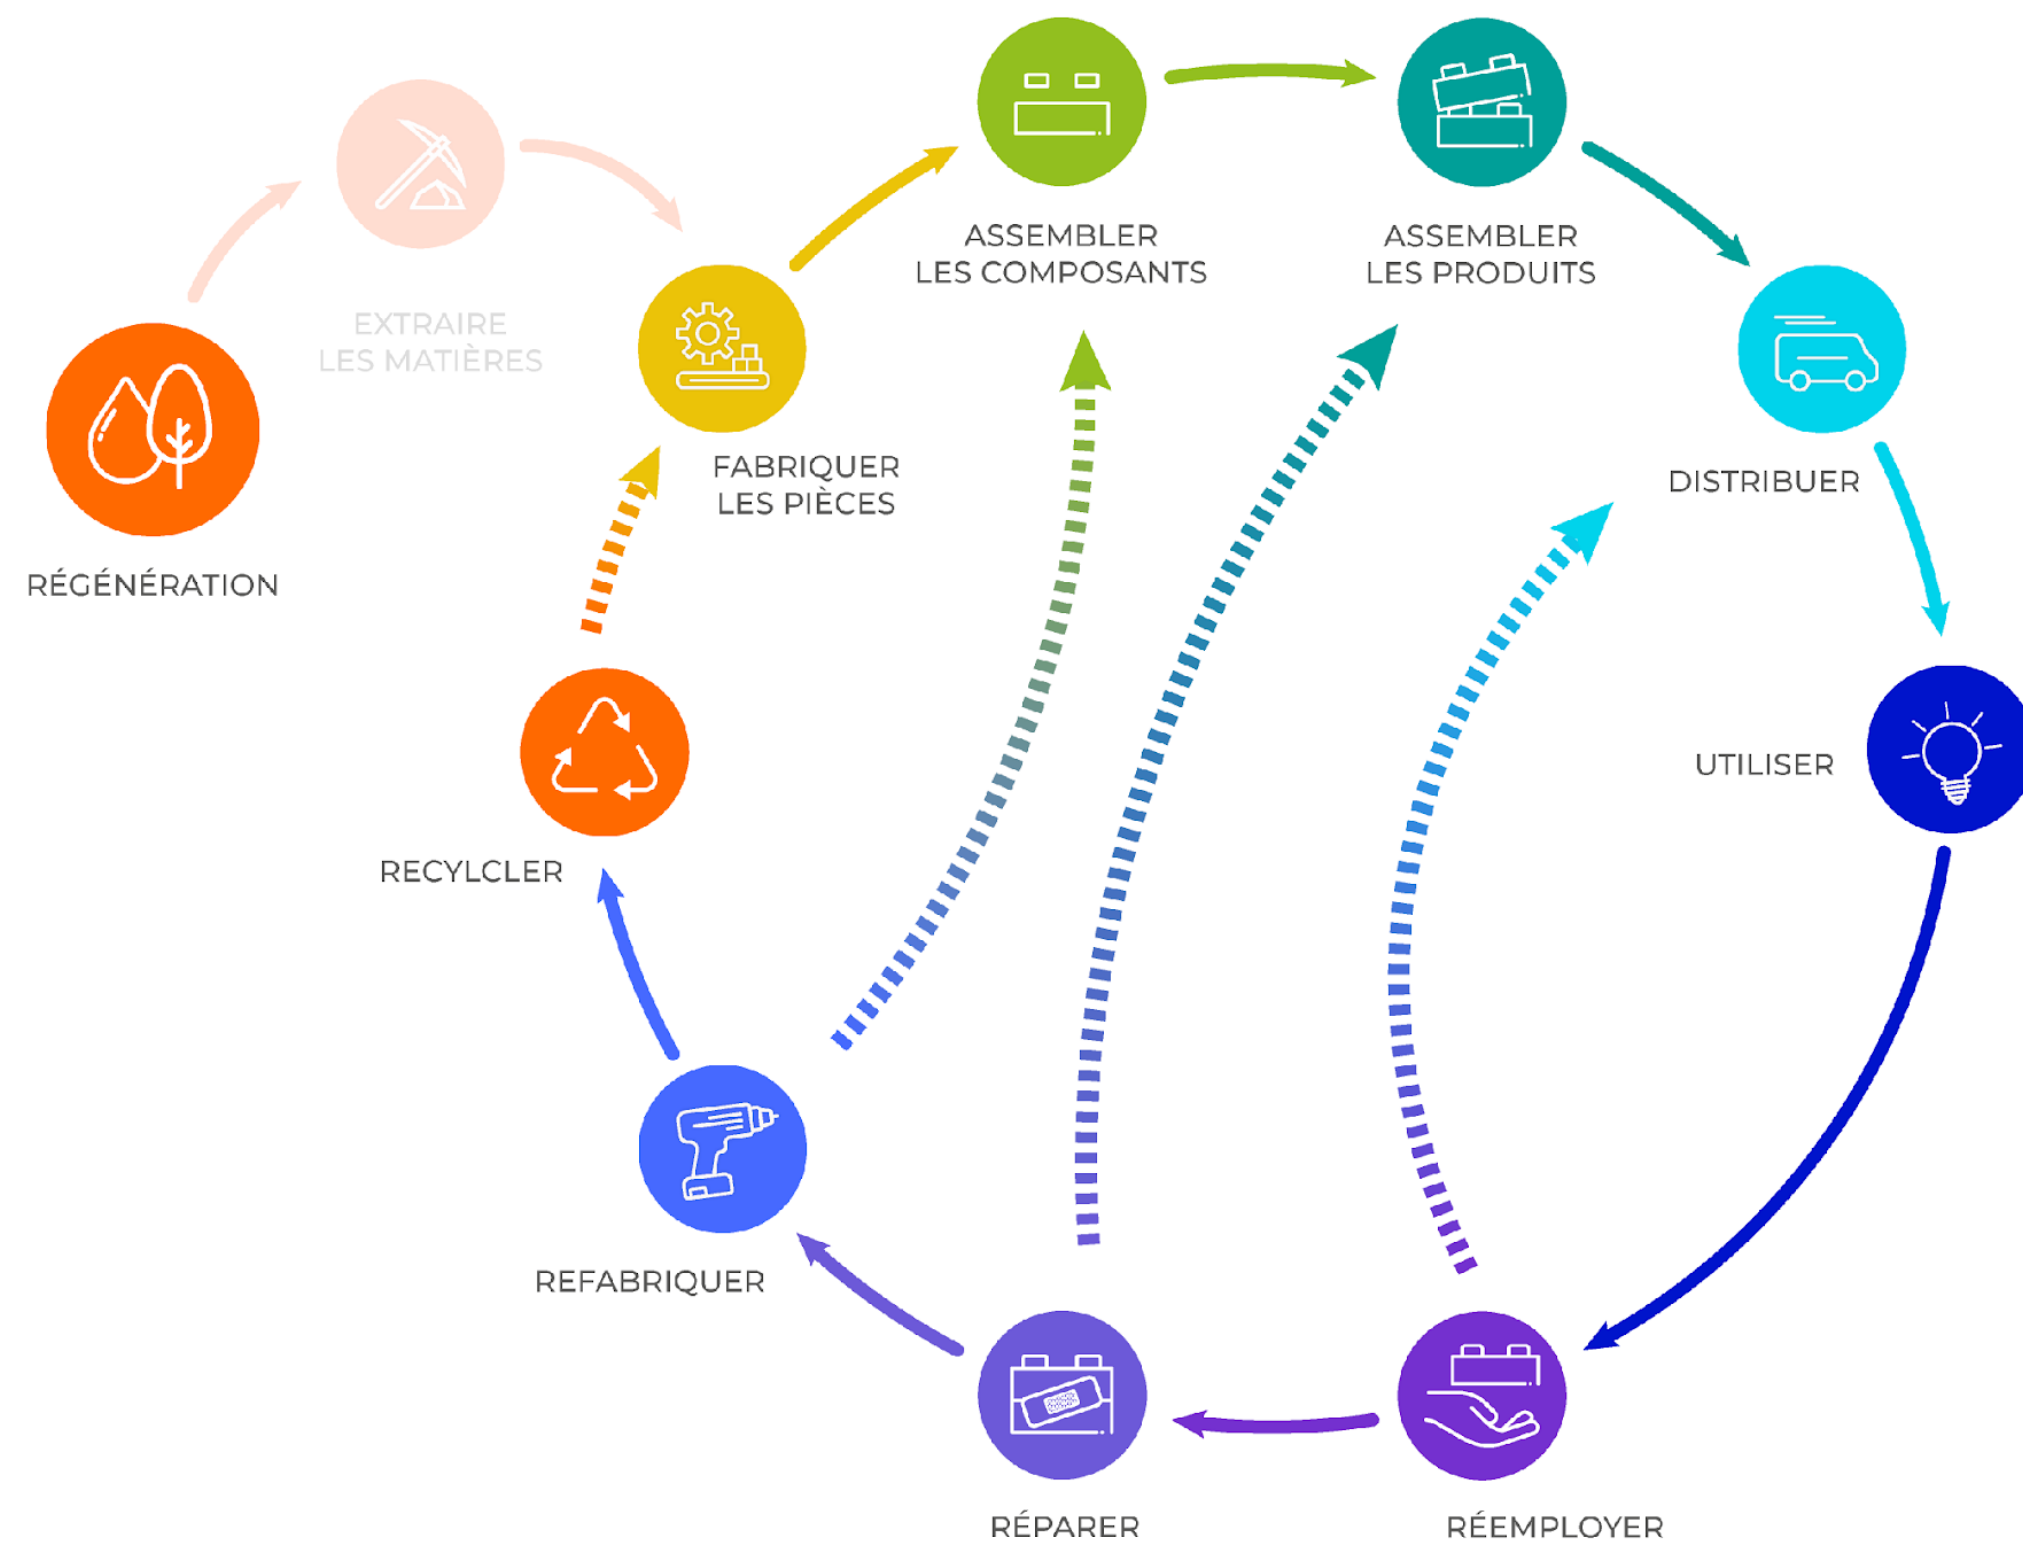 ASSEMBLER
LES COMPOSANTS
ASSEMBLER
LES PRODUITS
EXTRAIRE
LES MATIÈRES
FABRIQUER
LES PIÈCES
DISTRIBUER
RÉGÉNÉRATION
UTILISER
RECYLCLER
REFABRIQUER
RÉPARER
RÉEMPLOYER